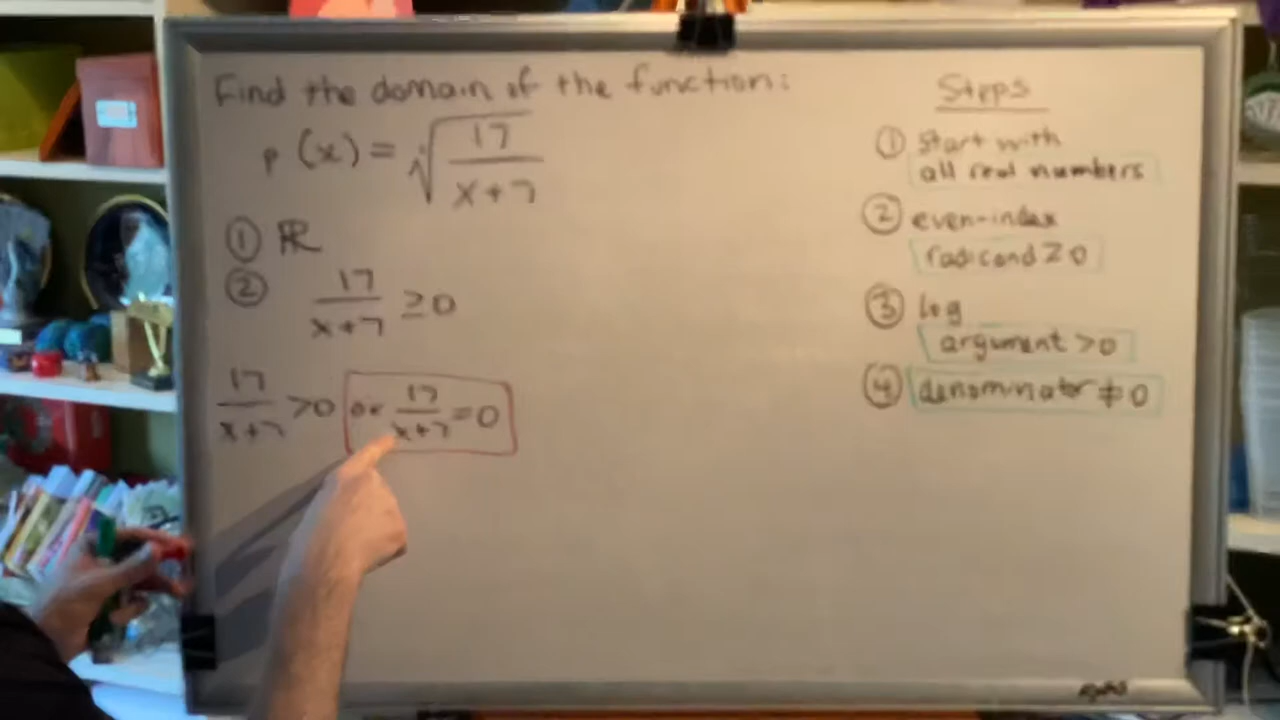 Find the domain of the function:
p(x) = √(17/(x+7))
① ℝ
② 17/(x+7) ≥ 0
17/(x+7) > 0 or 17/(x+7) = 0
Steps
① Start with
all real numbers
② even-index
radicand ≥ 0
③ log
argument > 0
④ denominator ≠ 0